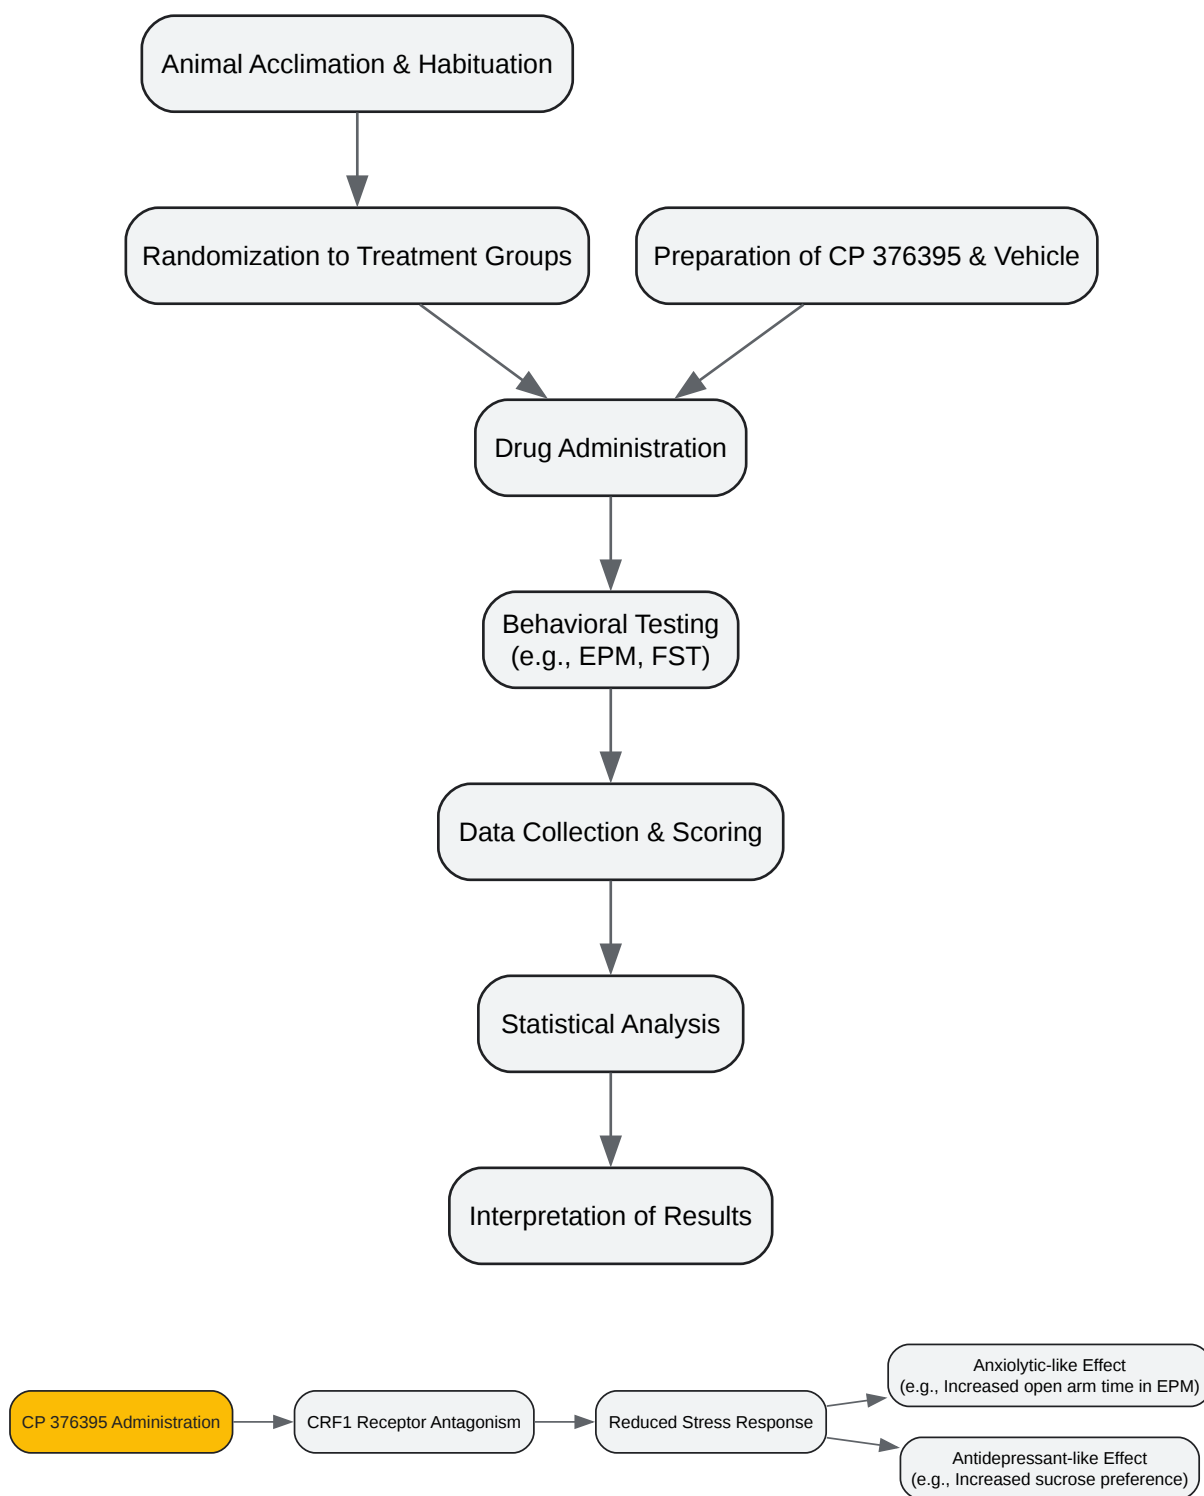 Animal Acclimation & Habituation
Randomization to Treatment Groups
Preparation of CP 376395 & Vehicle
Drug Administration
Behavioral Testing
(e.g., EPM, FST)
Data Collection & Scoring
Statistical Analysis
Interpretation of Results
CP 376395 Administration
CRF1 Receptor Antagonism
Reduced Stress Response
Anxiolytic-like Effect
(e.g., Increased open arm time in EPM)
Antidepressant-like Effect
(e.g., Increased sucrose preference)